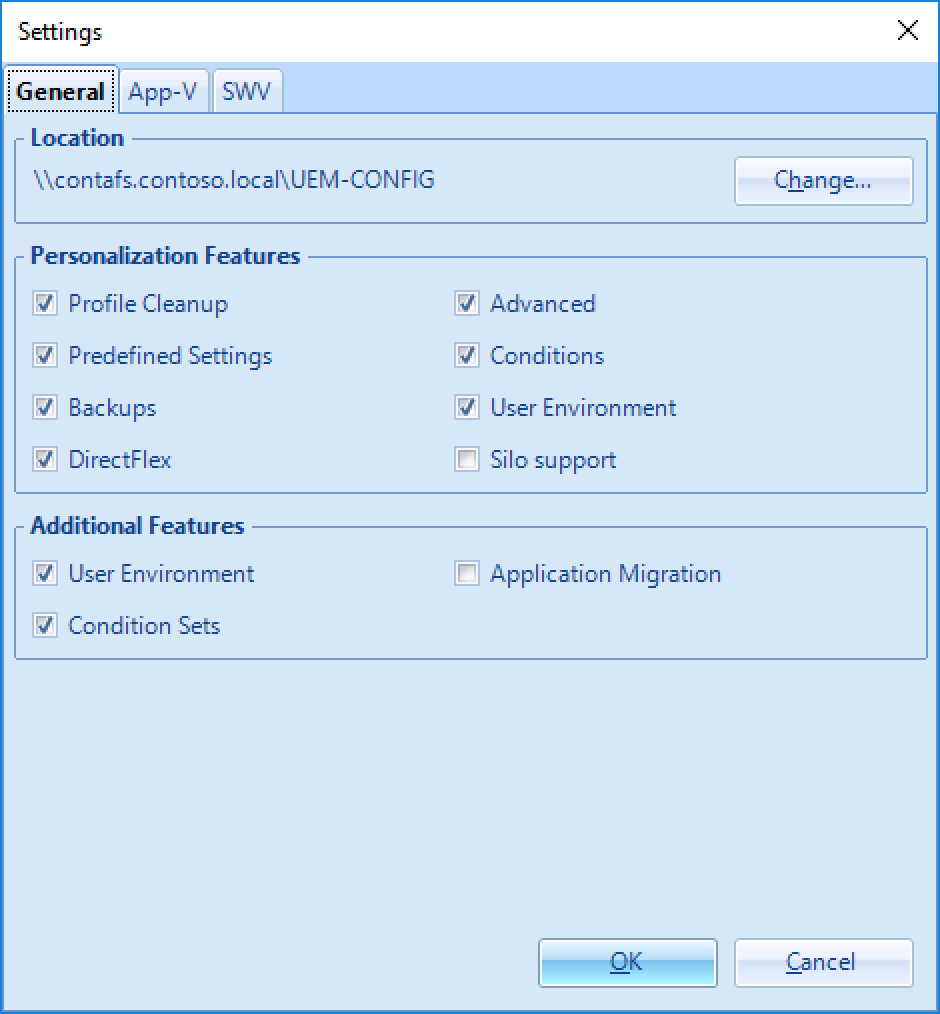 Settings
General App-V SWV
Location
\\contafs.contoso.local\UEM-CONFIG Change...
Personalization Features
Profile Cleanup Advanced
Predefined Settings Conditions
Backups User Environment
DirectFlex Silo support
Additional Features
User Environment Application Migration
Condition Sets
OK Cancel